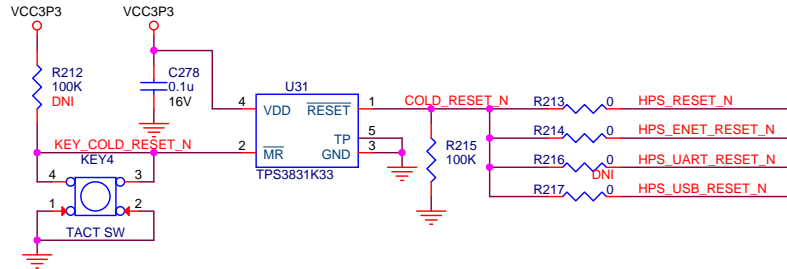 VCC3P3
VCC3P3
R212
100K
DNI
C278
0.1u
16V
U31
4
VDD
RESET
1
COLD_RESET_N
TP
5
GND
3
2
MR
TPS3831K33
KEY_COLD_RESET_N
KEY4
4
3
1
2
TACT SW
R215
100K
R213
0
HPS_RESET_N
R214
0
HPS_ENET_RESET_N
R216
0
DNI
HPS_UART_RESET_N
R217
0
HPS_USB_RESET_N